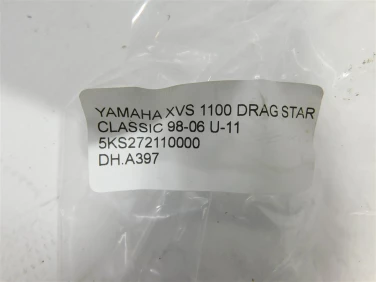 YAMAHA XVS 1100 DRAG STAR
CLASSIC 98-06 U-11
5KS272110000
DH.A397